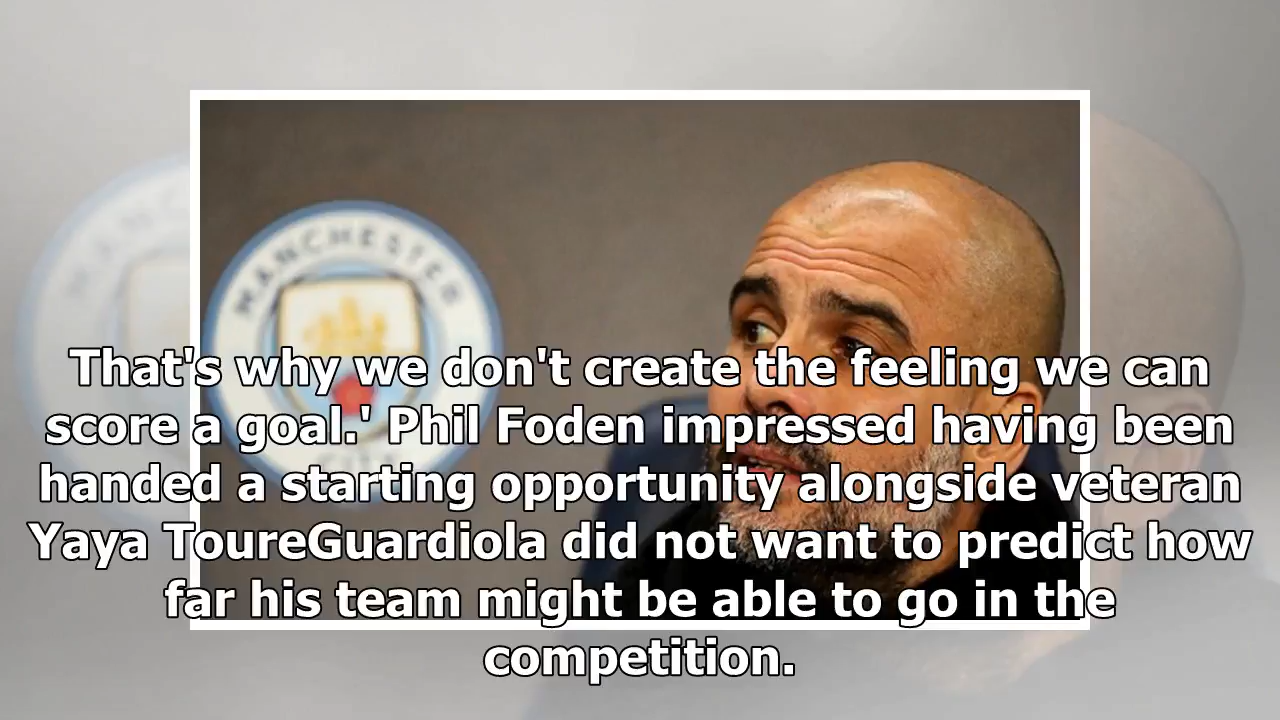 MANCHESTER
That's why we don't create the feeling we can
score a goal.' Phil Foden impressed having been
handed a starting opportunity alongside veteran
Yaya ToureGuardiola did not want to predict how
far his team might be able to go in the
competition.